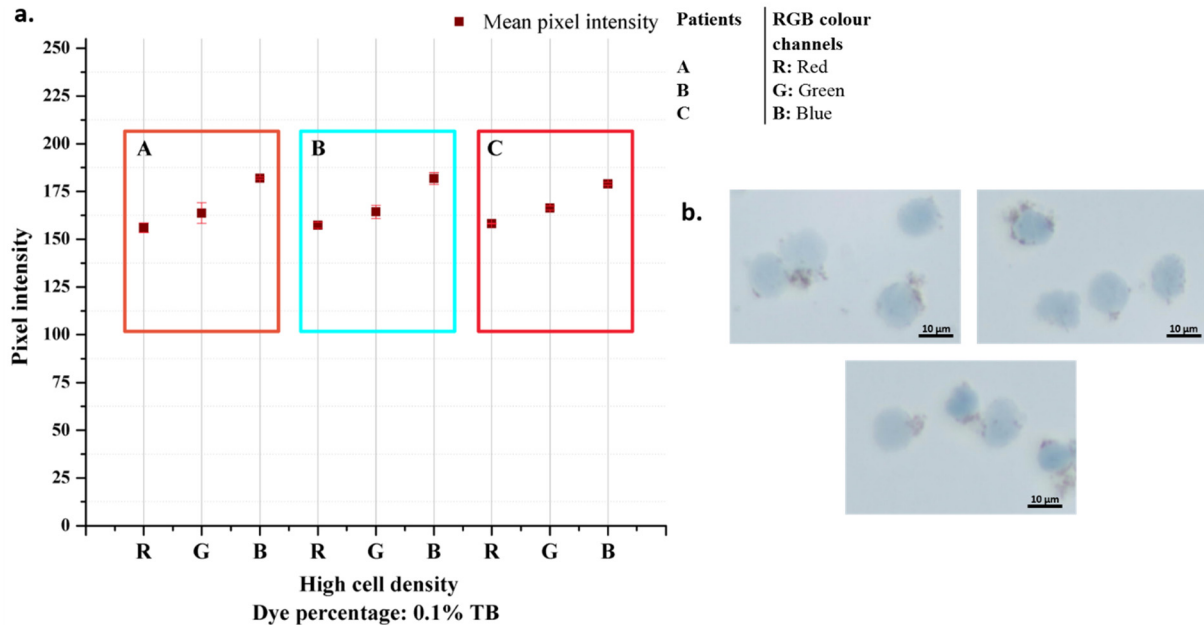 a.
Mean pixel intensity
Patients
RGB colour
channels
A
R: Red
B
G: Green
C
B: Blue
Pixel intensity
250
225
200
175
150
125
100
75
50
25
0
A
B
C
R G B R G B R G B
High cell density
Dye percentage: 0.1% TB
b.
10 µm
10 µm
10 µm